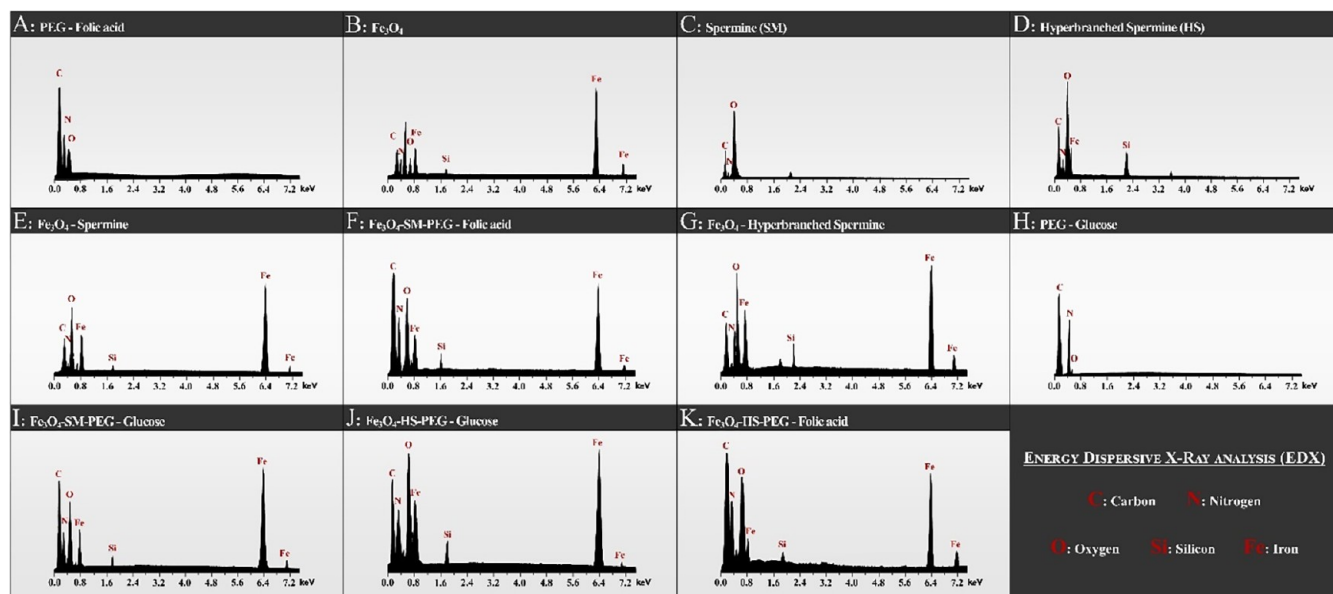 A: PEG - Folic acid
C
N
O
0.0 0.8 1.6 2.4 3.2 4.0 4.8 5.6 6.4 7.2 keV
B: Fe₃O₄
C
N
O
Fe
Si
Fe
Fe
0.0 0.8 1.6 2.4 3.2 4.0 4.8 5.6 6.4 7.2 keV
C: Spermine (SM)
O
C
N
0.0 0.8 1.6 2.4 3.2 4.0 4.8 5.6 6.4 7.2 keV
D: Hyperbranched Spermine (HS)
O
C
N
Fe
Si
0.0 0.8 1.6 2.4 3.2 4.0 4.8 5.6 6.4 7.2 keV
E: Fe₃O₄ - Spermine
C
N
O
Fe
Si
Fe
Fe
0.0 0.8 1.6 2.4 3.2 4.0 4.8 5.6 6.4 7.2 keV
F: Fe₃O₄-SM-PEG - Folic acid
C
N
O
Fe
Si
Fe
Fe
0.0 0.8 1.6 2.4 3.2 4.0 4.8 5.6 6.4 7.2 keV
G: Fe₃O₄ - Hyperbranched Spermine
C
N
O
Fe
Si
Fe
Fe
0.0 0.8 1.6 2.4 3.2 4.0 4.8 5.6 6.4 7.2 keV
H: PEG - Glucose
C
N
O
0.0 0.8 1.6 2.4 3.2 4.0 4.8 5.6 6.4 7.2 keV
I: Fe₃O₄-SM-PEG - Glucose
C
N
O
Fe
Si
Fe
Fe
0.0 0.8 1.6 2.4 3.2 4.0 4.8 5.6 6.4 7.2 keV
J: Fe₃O₄-HS-PEG - Glucose
C
N
O
Fe
Si
Fe
Fe
0.0 0.8 1.6 2.4 3.2 4.0 4.8 5.6 6.4 7.2 keV
K: Fe₃O₄-HS-PEG - Folic acid
C
N
O
Fe
Si
Fe
Fe
0.0 0.8 1.6 2.4 3.2 4.0 4.8 5.6 6.4 7.2 keV
ENERGY DISPERSIVE X-RAY ANALYSIS (EDX)
C: Carbon N: Nitrogen
O: Oxygen Si: Silicon Fe: Iron